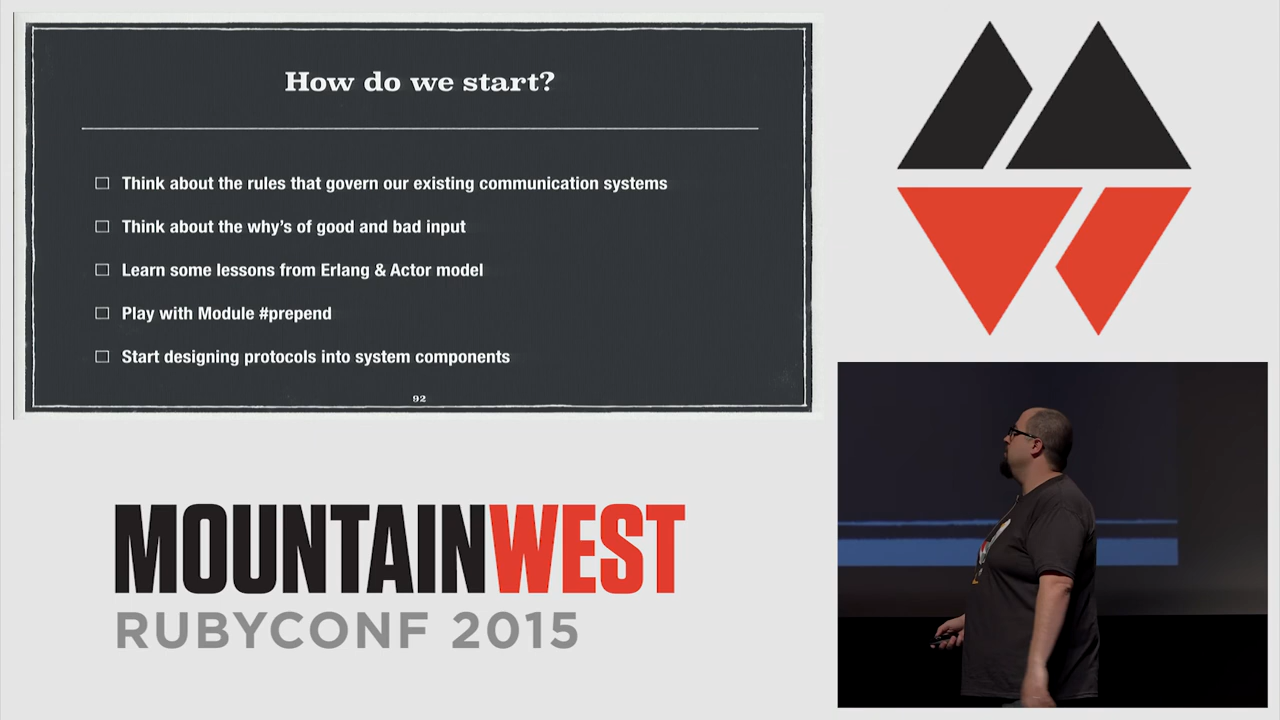 How do we start?
Think about the rules that govern our existing communication systems
Think about the why’s of good and bad input
Learn some lessons from Erlang & Actor model
Play with Module #prepend
Start designing protocols into system components
92
MOUNTAINWEST
RUBYCONF 2015